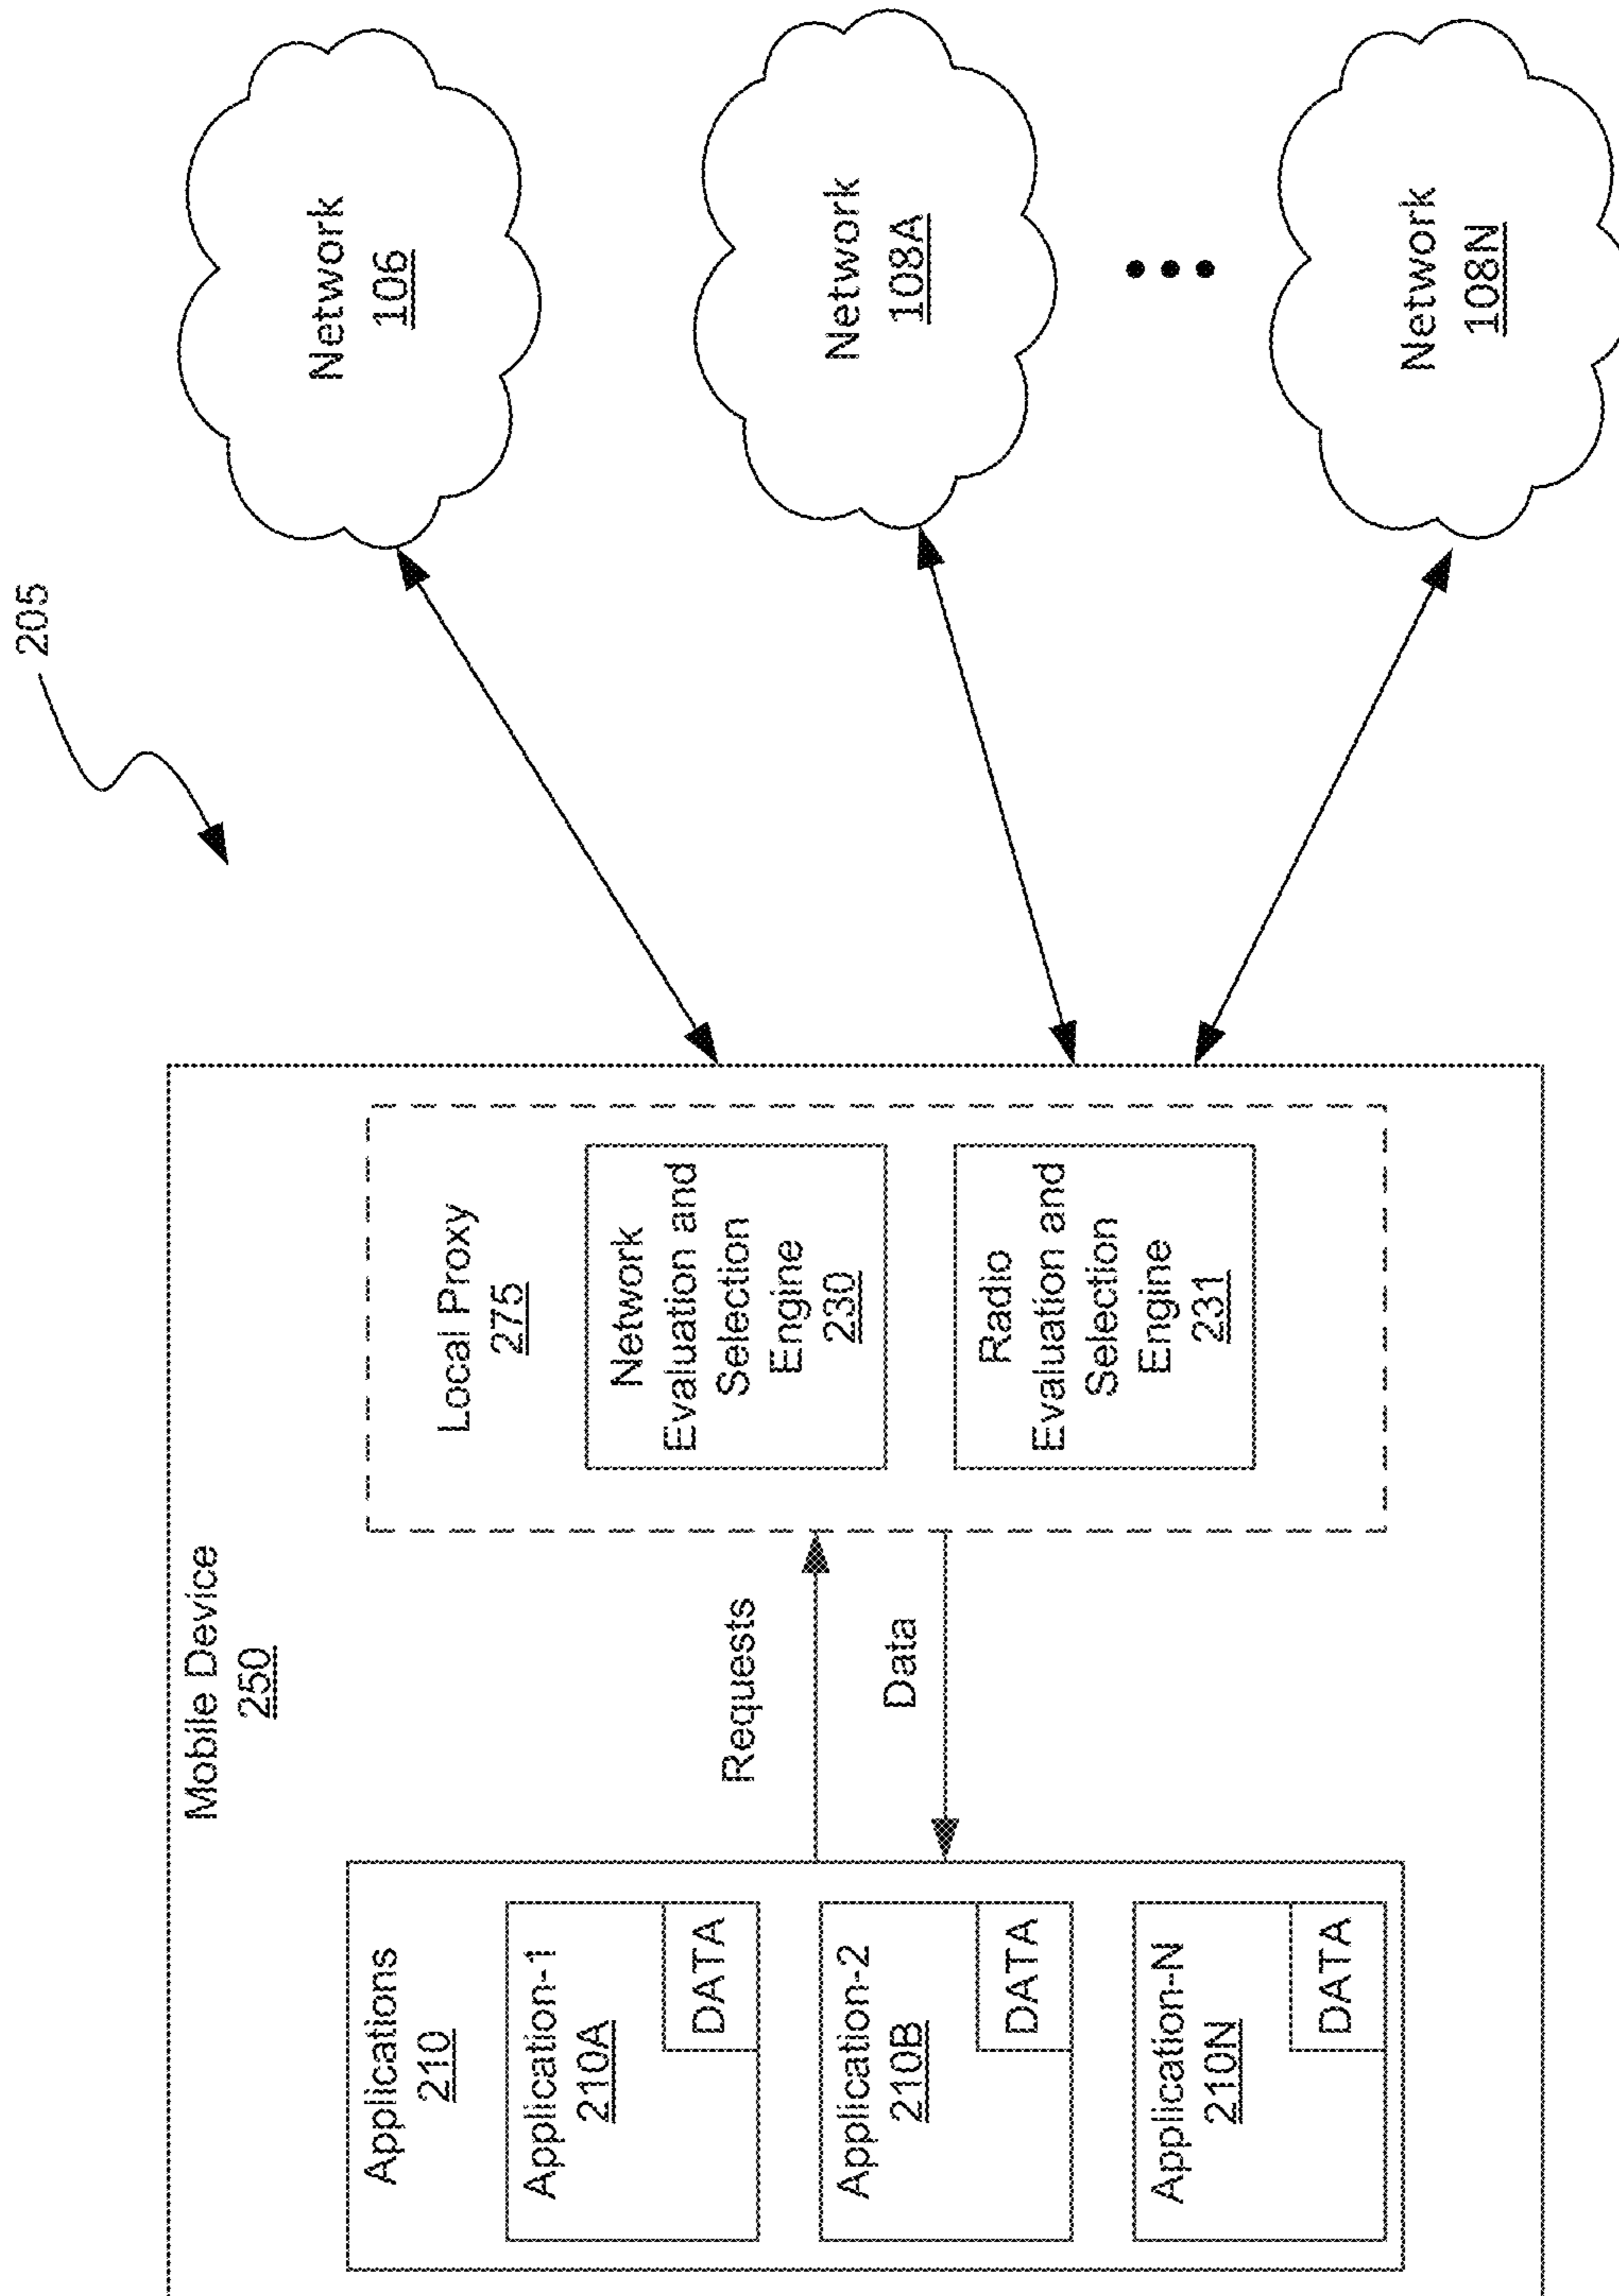 205
Mobile Device
250
Applications
210
Application-1
210A
DATA
Application-2
210B
DATA
Application-N
210N
DATA
Requests
Data
Local Proxy
275
Network
Evaluation and
Selection
Engine
230
Radio
Evaluation and
Selection
Engine
231
Network
106
Network
108A
Network
108N